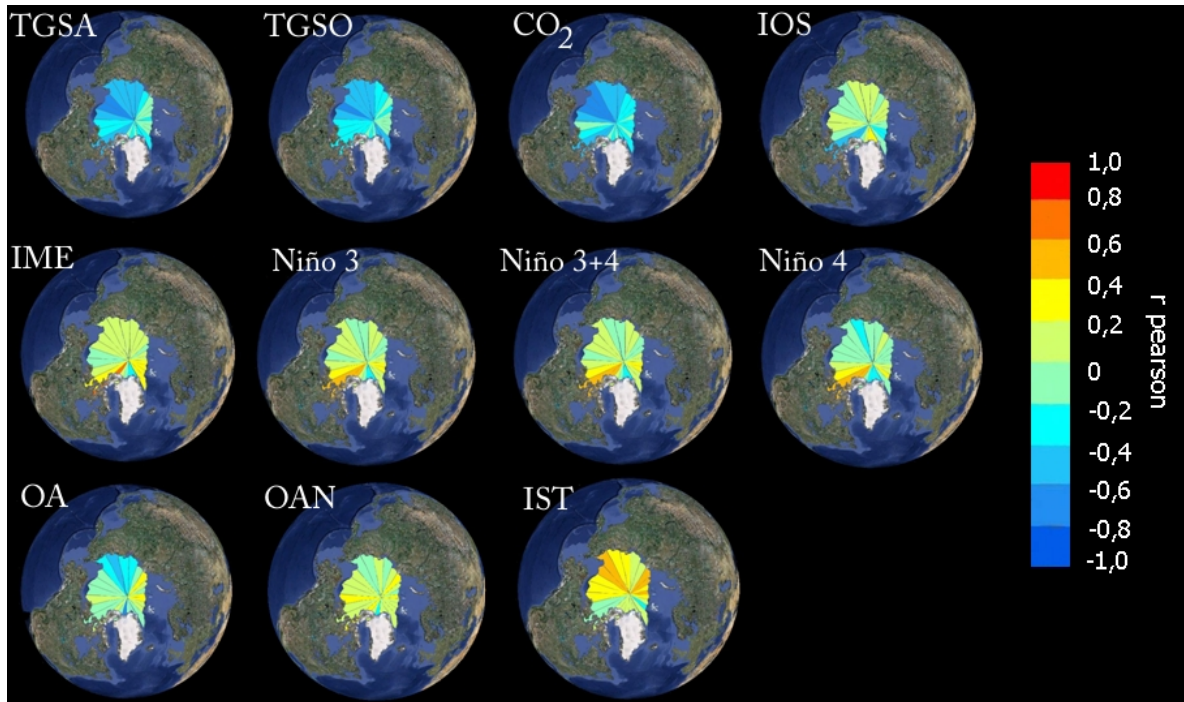 TGSA
TGSO
CO₂
IOS
IME
Niño 3
Niño 3+4
Niño 4
OA
OAN
IST
1,0
0,8
0,6
0,4
0,2
0
-0,2
-0,4
-0,6
-0,8
-1,0
r pearson